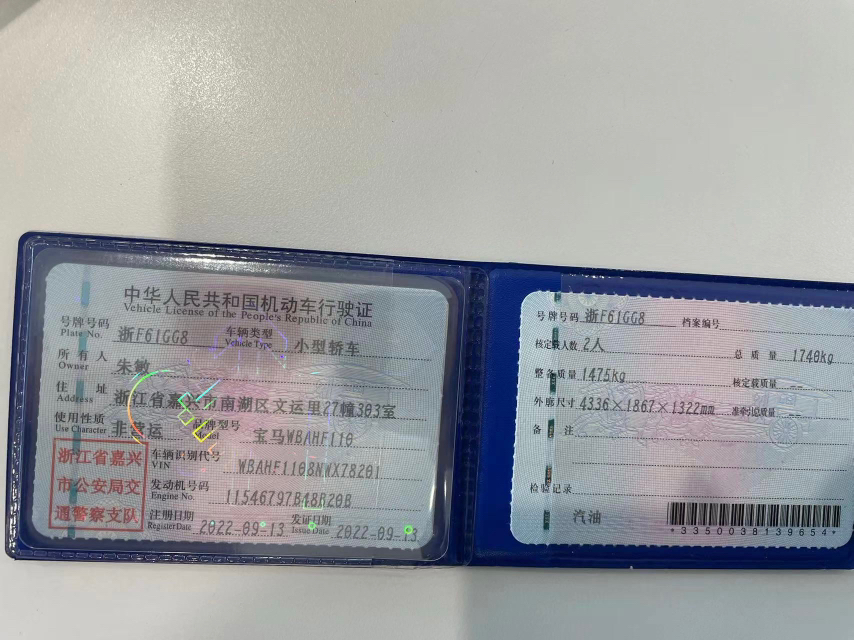 中华人民共和国机动车行驶证
Vehicle License of the People's Republic of China
号牌号码 浙F61GG8 车辆类型 小型轿车
Plate No. Vehicle Type
所有人 朱敏
Owner
住址 浙江省嘉兴市南湖区文运里27幢303室
Address
使用性质 非营运 品牌型号 宝马WBAHF110
Use Character Model
浙江省嘉兴
市公安局交
通警察支队
车辆识别代号 WBAHF1108NWX78201
VIN
发动机号码 11546797B48R20B
Engine No.
注册日期 2022-09-13 发证日期 2022-09-13
Register Date Issue Date
号牌号码 浙F61GG8 档案编号
核定载人数 2人 总质量 1740kg
整备质量 1475kg 核定载质量 --
外廓尺寸 4336×1867×1322mm 准牵引总质量 --
备注
检验记录
汽油
*3350038139654*